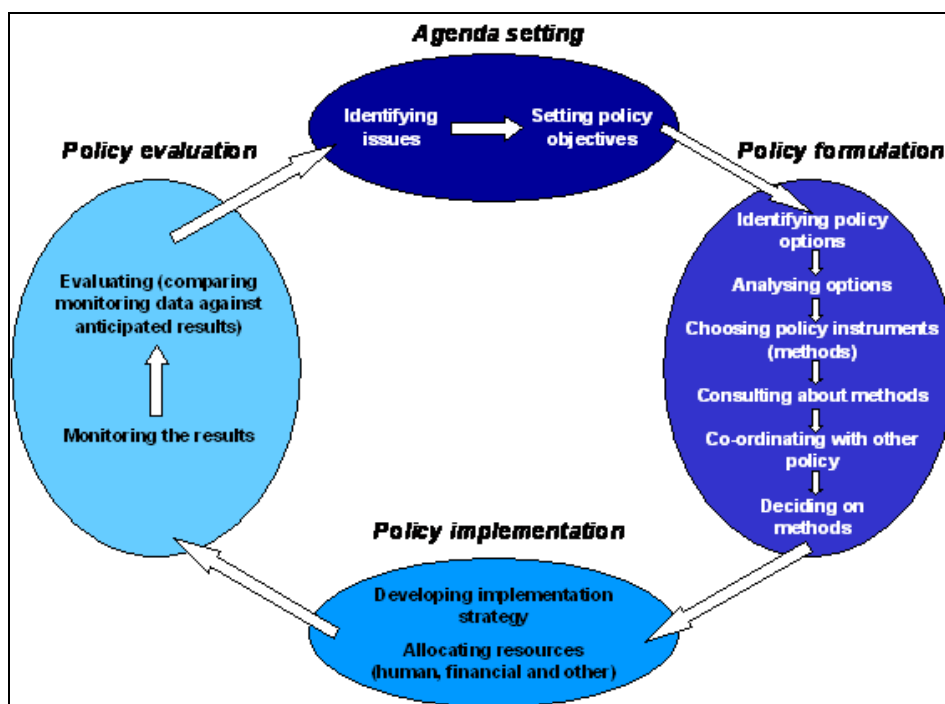 Agenda setting
Identifying
issues
Setting policy
objectives
Policy evaluation
Policy formulation
Identifying policy
options
Analysing options
Choosing policy instruments
(methods)
Consulting about methods
Co-ordinating with other
policy
Deciding on
methods
Evaluating (comparing
monitoring data against
anticipated results)
Monitoring the results
Policy implementation
Developing implementation
strategy
Allocating resources
(human, financial and other)